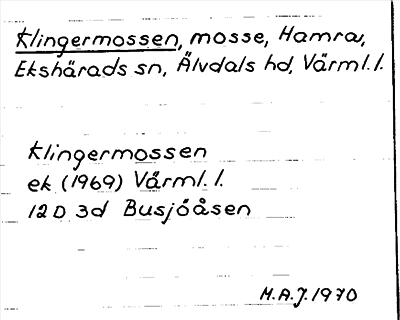 Klingermossen, mosse, Hamra,
Ekshärads sn, Älvdals hd, Värml. l.
Klingermossen
ek (1969) Värml. l.
12 D 3d Busjöåsen
M.A.J. 1970